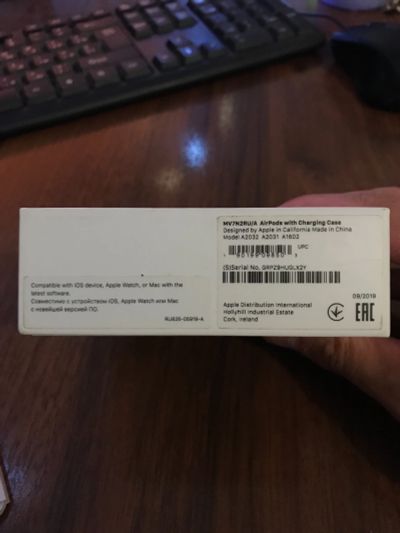 MV7N2RU/A AirPods with Charging Case
Designed by Apple in California Made in China
Model A2032 A2031 A1602
UPC
(S)Serial No.
Compatible with iOS device, Apple Watch, or Mac with the
latest software.
Совместимо с устройством iOS, Apple Watch или Mac
с новейшей версией ПО.
RU626-05919-A
Apple Distribution International
Hollyhill Industrial Estate
Cork, Ireland
09/2019
EAC